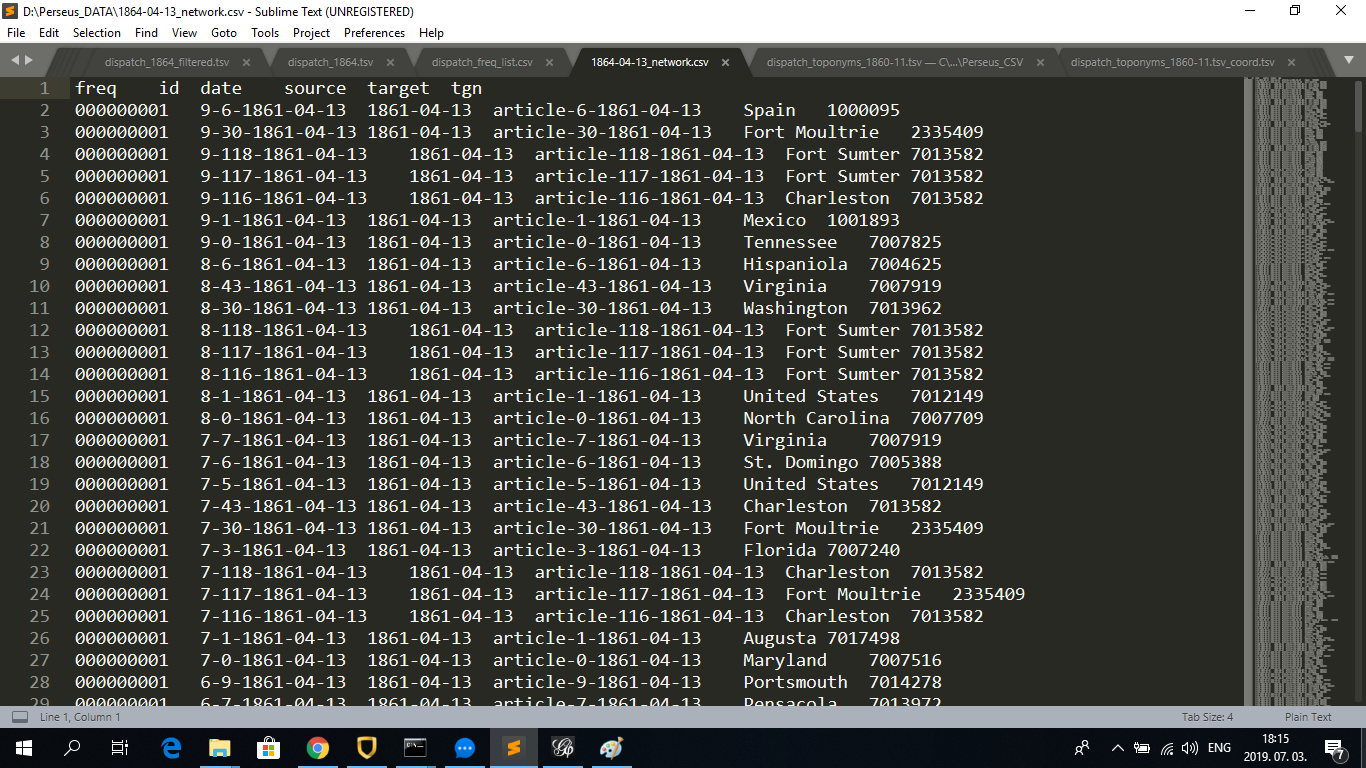 D:\Perseus_DATA\1864-04-13_network.csv - Sublime Text (UNREGISTERED)
File Edit Selection Find View Goto Tools Project Preferences Help
dispatch_1864_filtered.tsv dispatch_1864.tsv dispatch_freq_list.csv 1864-04-13_network.csv dispatch_toponyms_1860-11.tsv — C\...\Perseus_CSV dispatch_toponyms_1860-11.tsv_coord.tsv
1 freq id date source target tgn
2 000000001 9-6-1861-04-13 1861-04-13 article-6-1861-04-13 Spain 1000095
3 000000001 9-30-1861-04-13 1861-04-13 article-30-1861-04-13 Fort Moultrie 2335409
4 000000001 9-118-1861-04-13 1861-04-13 article-118-1861-04-13 Fort Sumter 7013582
5 000000001 9-117-1861-04-13 1861-04-13 article-117-1861-04-13 Fort Sumter 7013582
6 000000001 9-116-1861-04-13 1861-04-13 article-116-1861-04-13 Charleston 7013582
7 000000001 9-1-1861-04-13 1861-04-13 article-1-1861-04-13 Mexico 1001893
8 000000001 9-0-1861-04-13 1861-04-13 article-0-1861-04-13 Tennessee 7007825
9 000000001 8-6-1861-04-13 1861-04-13 article-6-1861-04-13 Hispaniola 7004625
10 000000001 8-43-1861-04-13 1861-04-13 article-43-1861-04-13 Virginia 7007919
11 000000001 8-30-1861-04-13 1861-04-13 article-30-1861-04-13 Washington 7013962
12 000000001 8-118-1861-04-13 1861-04-13 article-118-1861-04-13 Fort Sumter 7013582
13 000000001 8-117-1861-04-13 1861-04-13 article-117-1861-04-13 Fort Sumter 7013582
14 000000001 8-116-1861-04-13 1861-04-13 article-116-1861-04-13 Fort Sumter 7013582
15 000000001 8-1-1861-04-13 1861-04-13 article-1-1861-04-13 United States 7012149
16 000000001 8-0-1861-04-13 1861-04-13 article-0-1861-04-13 North Carolina 7007709
17 000000001 7-7-1861-04-13 1861-04-13 article-7-1861-04-13 Virginia 7007919
18 000000001 7-6-1861-04-13 1861-04-13 article-6-1861-04-13 St. Domingo 7005388
19 000000001 7-5-1861-04-13 1861-04-13 article-5-1861-04-13 United States 7012149
20 000000001 7-43-1861-04-13 1861-04-13 article-43-1861-04-13 Charleston 7013582
21 000000001 7-30-1861-04-13 1861-04-13 article-30-1861-04-13 Fort Moultrie 2335409
22 000000001 7-3-1861-04-13 1861-04-13 article-3-1861-04-13 Florida 7007240
23 000000001 7-118-1861-04-13 1861-04-13 article-118-1861-04-13 Charleston 7013582
24 000000001 7-117-1861-04-13 1861-04-13 article-117-1861-04-13 Fort Moultrie 2335409
25 000000001 7-116-1861-04-13 1861-04-13 article-116-1861-04-13 Charleston 7013582
26 000000001 7-1-1861-04-13 1861-04-13 article-1-1861-04-13 Augusta 7017498
27 000000001 7-0-1861-04-13 1861-04-13 article-0-1861-04-13 Maryland 7007516
28 000000001 6-9-1861-04-13 1861-04-13 article-9-1861-04-13 Portsmouth 7014278
29 000000001 6-7-1861-04-13 1861-04-13 article-7-1861-04-13 Pensacola 7013972
Line 1, Column 1 Tab Size: 4 Plain Text
ENG 18:15
2019. 07. 03. 7